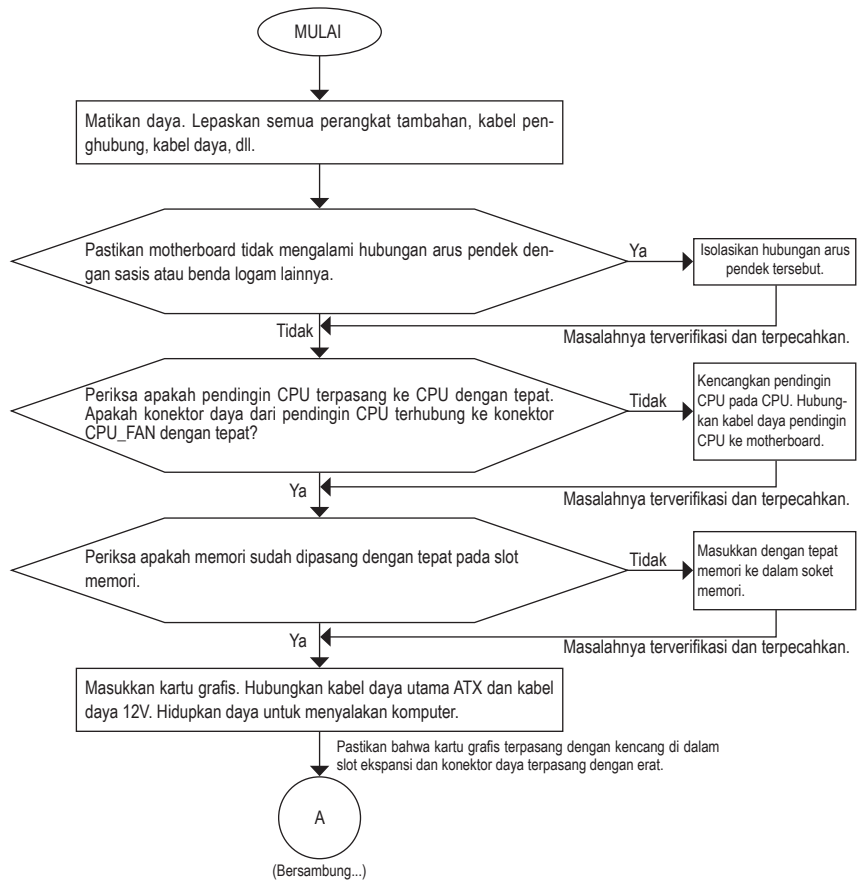 MULAI
Matikan daya. Lepaskan semua perangkat tambahan, kabel pen-
ghubung, kabel daya, dll.
Pastikan motherboard tidak mengalami hubungan arus pendek den-
gan sasis atau benda logam lainnya.
Ya
Isolasikan hubungan arus
pendek tersebut.
Tidak
Masalahnya terverifikasi dan terpecahkan.
Periksa apakah pendingin CPU terpasang ke CPU dengan tepat.
Apakah konektor daya dari pendingin CPU terhubung ke konektor
CPU_FAN dengan tepat?
Tidak
Kencangkan pendingin
CPU pada CPU. Hubung-
kan kabel daya pendingin
CPU ke motherboard.
Ya
Masalahnya terverifikasi dan terpecahkan.
Periksa apakah memori sudah dipasang dengan tepat pada slot
memori.
Tidak
Masukkan dengan tepat
memori ke dalam soket
memori.
Ya
Masalahnya terverifikasi dan terpecahkan.
Masukkan kartu grafis. Hubungkan kabel daya utama ATX dan kabel
daya 12V. Hidupkan daya untuk menyalakan komputer.
Pastikan bahwa kartu grafis terpasang dengan kencang di dalam
slot ekspansi dan konektor daya terpasang dengan erat.
A
(Bersambung...)